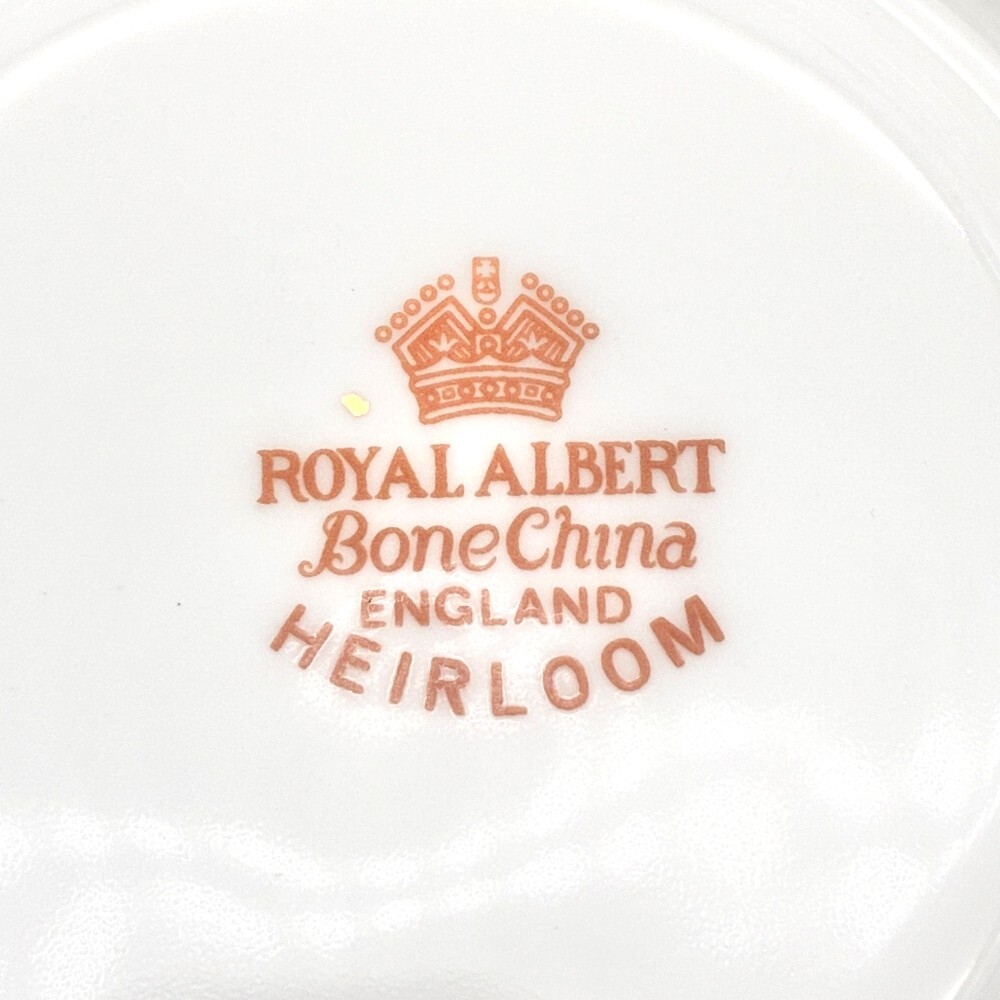 ROYAL ALBERT
Bone China
ENGLAND
HEIRLOOM